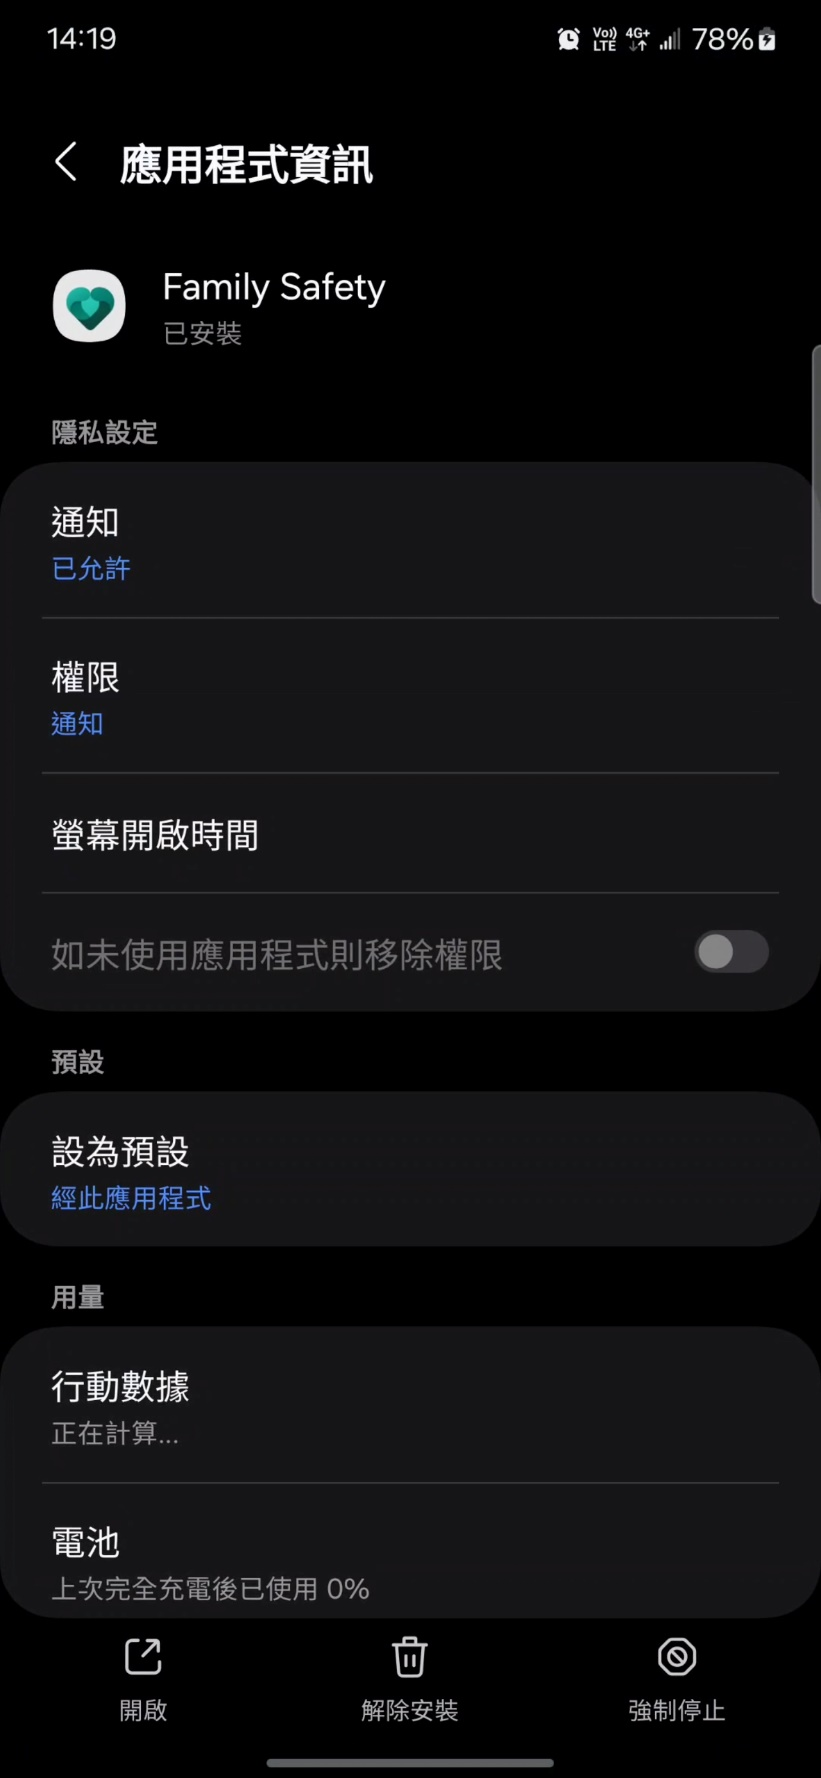 14:19
Vo)) LTE 4G+ 78%
應用程式資訊
Family Safety
已安裝
隱私設定
通知
已允許
權限
通知
螢幕開啟時間
如未使用應用程式則移除權限
預設
設為預設
經此應用程式
用量
行動數據
正在計算...
電池
上次完全充電後已使用 0%
開啟
解除安裝
強制停止